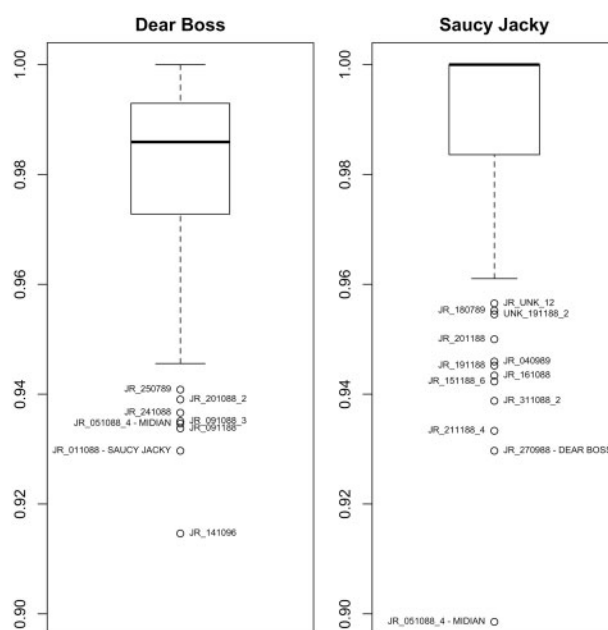 Dear Boss
1.00
0.98
0.96
0.94
0.92
0.90
JR_250789
JR_201088_2
JR_241088
JR_091088_3
JR_051088_4 - MIDIAN
JR_091188
JR_011088 - SAUCY JACKY
JR_141096
Saucy Jacky
1.00
0.98
0.96
0.94
0.92
0.90
JR_UNK_12
JR_180789
UNK_191188_2
JR_201188
JR_040989
JR_191188
JR_161088
JR_151188_6
JR_311088_2
JR_211188_4
JR_270988 - DEAR BOSS
JR_051088_4 - MIDIAN